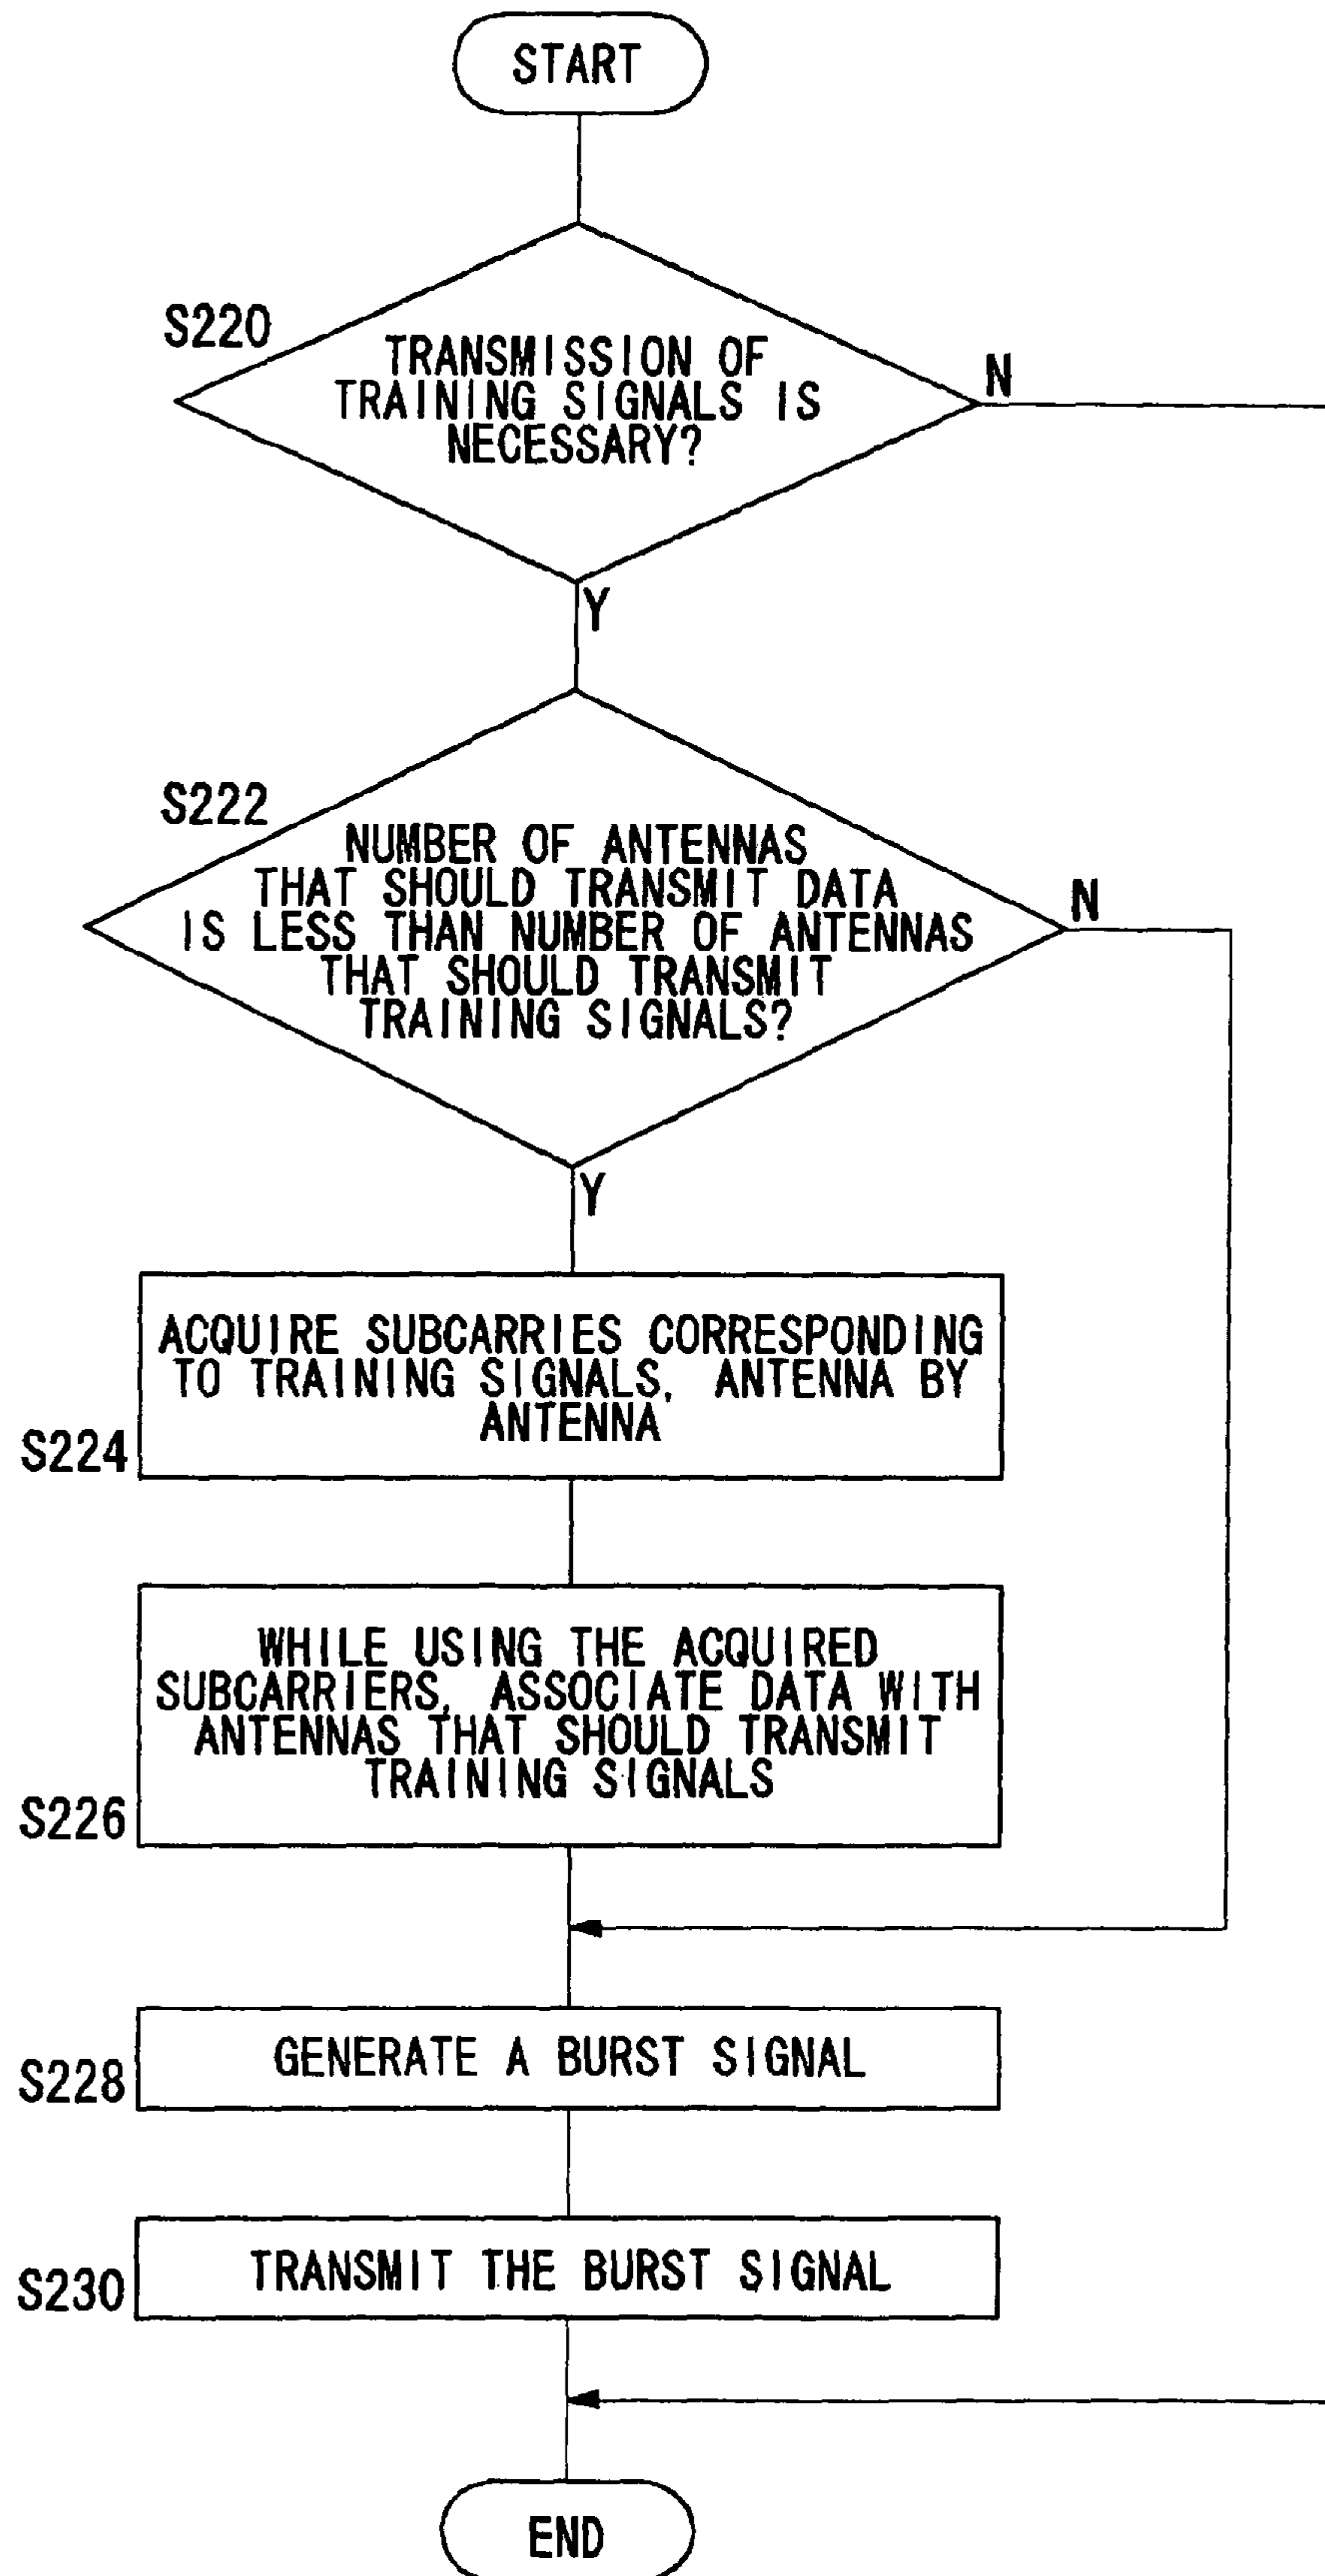 START
S220
TRANSMISSION OF
TRAINING SIGNALS IS
NECESSARY?
N
Y
S222
NUMBER OF ANTENNAS
THAT SHOULD TRANSMIT DATA
IS LESS THAN NUMBER OF ANTENNAS
THAT SHOULD TRANSMIT
TRAINING SIGNALS?
N
Y
ACQUIRE SUBCARRIES CORRESPONDING
TO TRAINING SIGNALS, ANTENNA BY
ANTENNA
S224
WHILE USING THE ACQUIRED
SUBCARRIERS, ASSOCIATE DATA WITH
ANTENNAS THAT SHOULD TRANSMIT
TRAINING SIGNALS
S226
GENERATE A BURST SIGNAL
S228
TRANSMIT THE BURST SIGNAL
S230
END